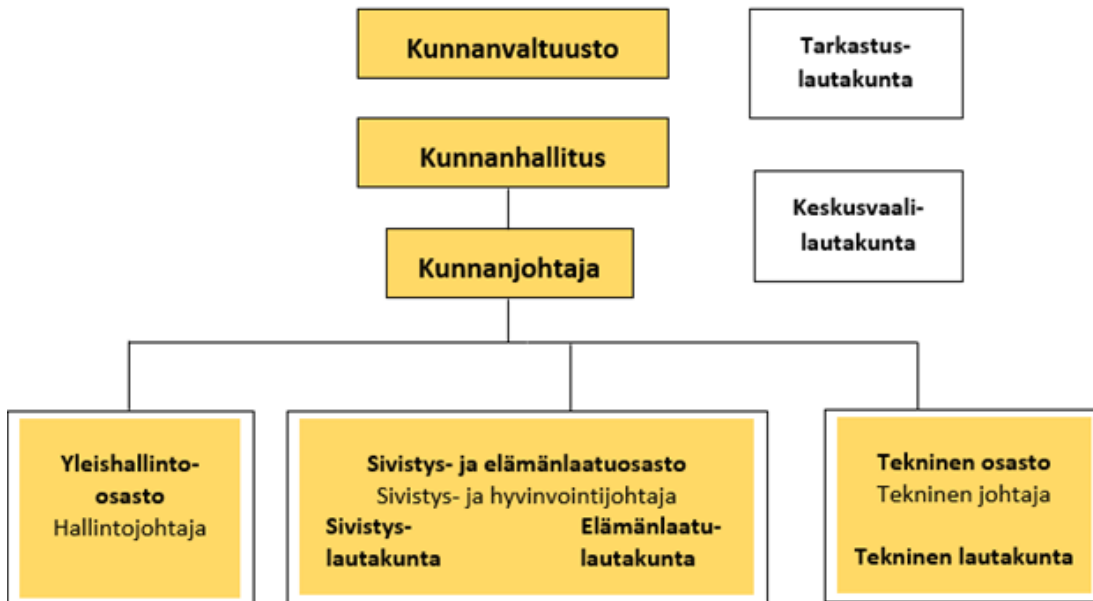 Kunnanvaltuusto
Tarkastus-
lautakunta
Kunnanhallitus
Keskusvaali-
lautakunta
Kunnanjohtaja
Yleishallinto-
osasto
Hallintojohtaja
Sivistys- ja elämänlaatuosasto
Sivistys- ja hyvinvointijohtaja
Sivistys-
lautakunta
Elämänlaatu-
lautakunta
Tekninen osasto
Tekninen johtaja
Tekninen lautakunta